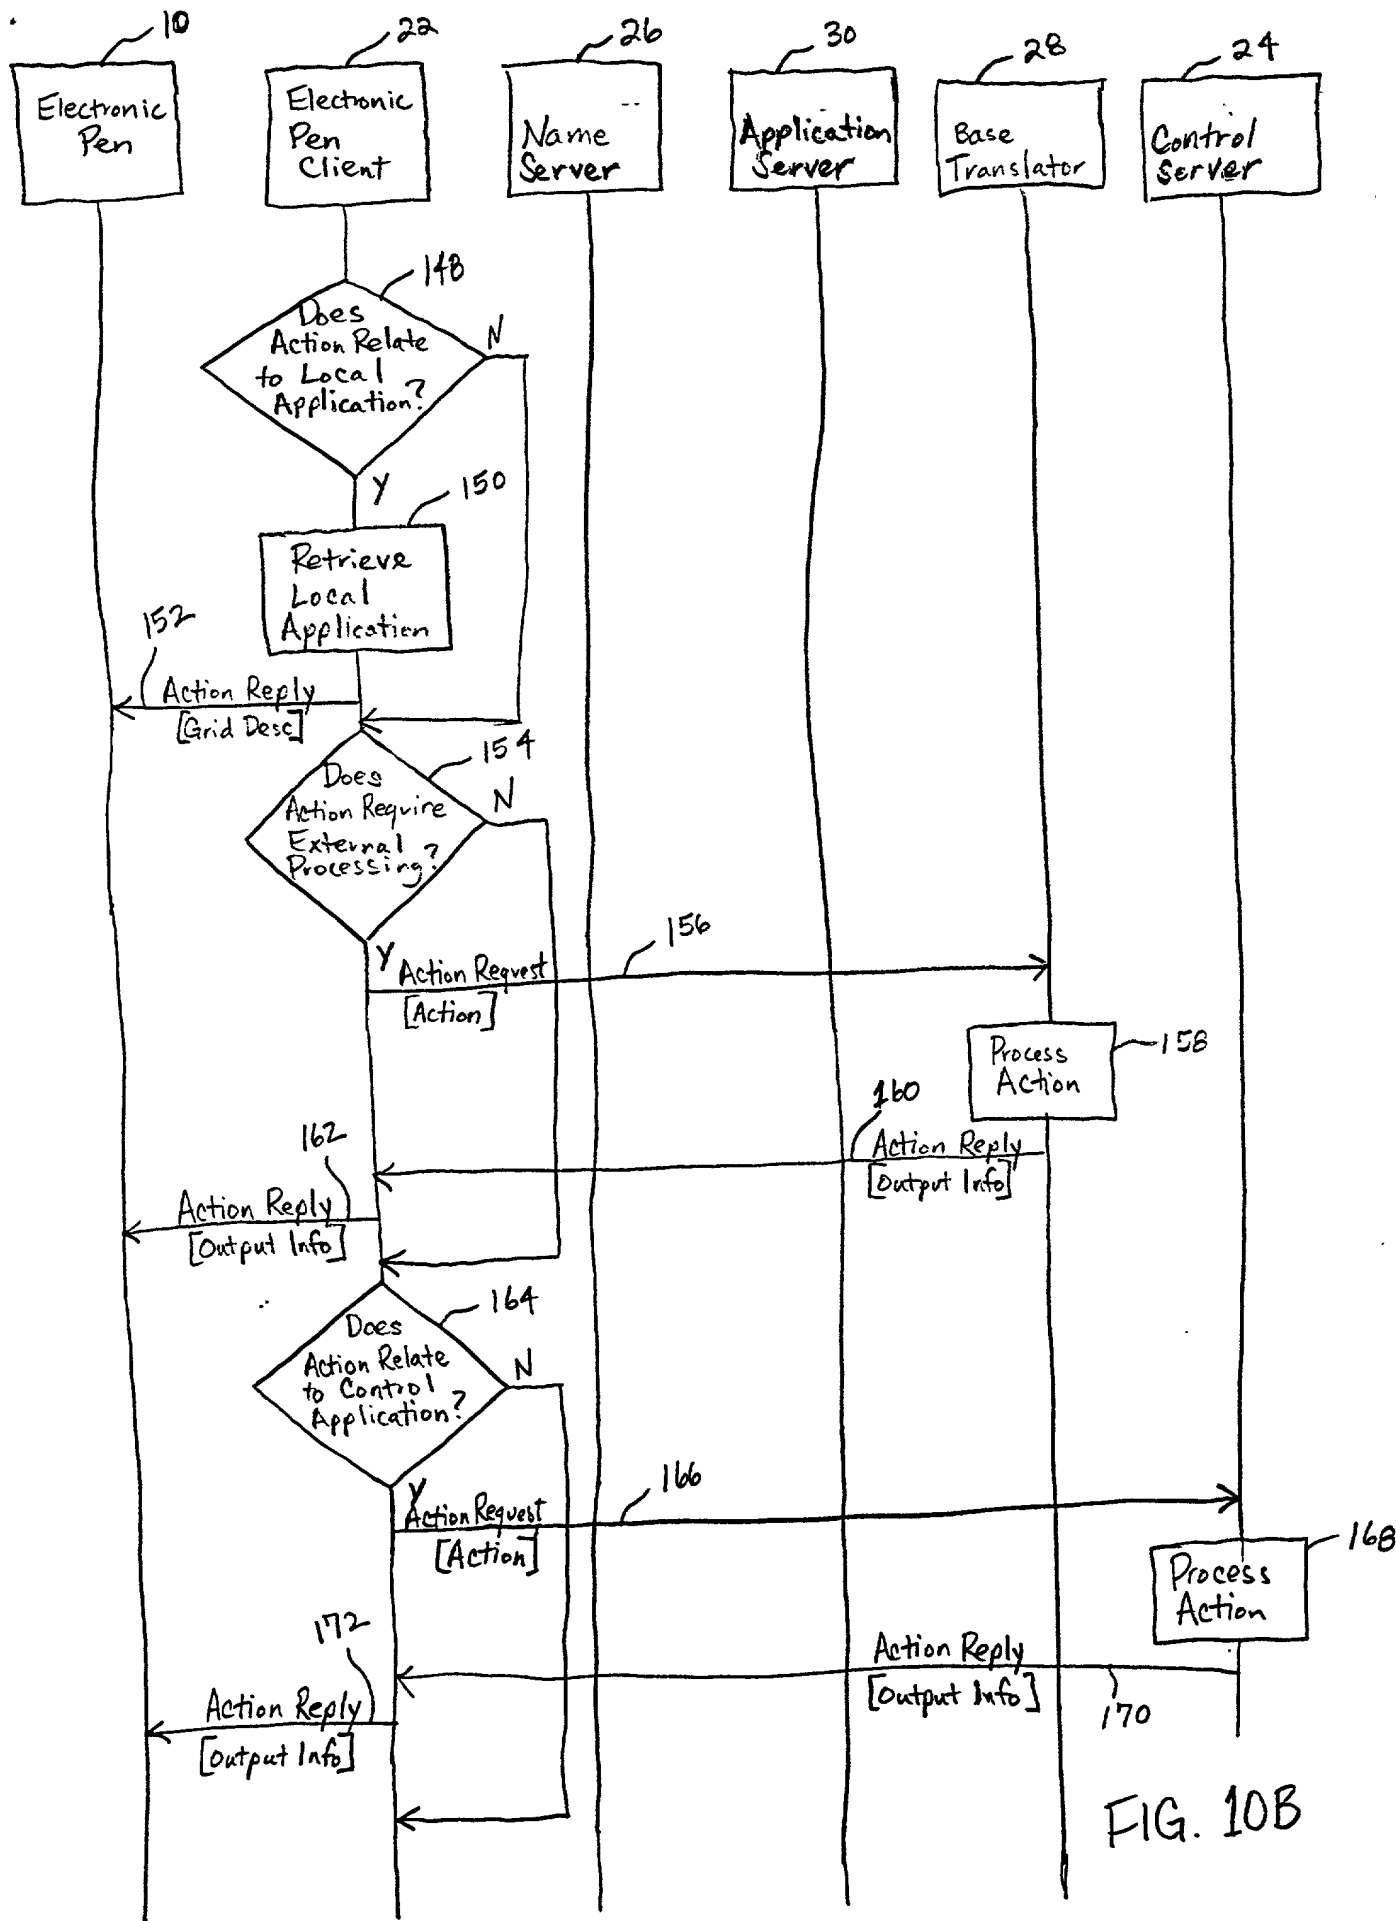 10
22
26
30
28
24
Electronic
Pen
Electronic
Pen
Client
Name
Server
Application
Server
Base
Translator
Control
Server
148
Does
Action Relate
to Local
Application?
N
Y
150
Retrieve
Local
Application
152
Action Reply
[Grid Desc]
154
Does
Action Require
External
Processing?
N
Y
Action Request
[Action]
156
Process
Action
158
160
Action Reply
[Output Info]
162
Action Reply
[Output Info]
164
Does
Action Relate
to Control
Application?
N
Y
Action Request
[Action]
166
Process
Action
168
Action Reply
[Output Info]
170
172
Action Reply
[Output Info]
FIG. 10B